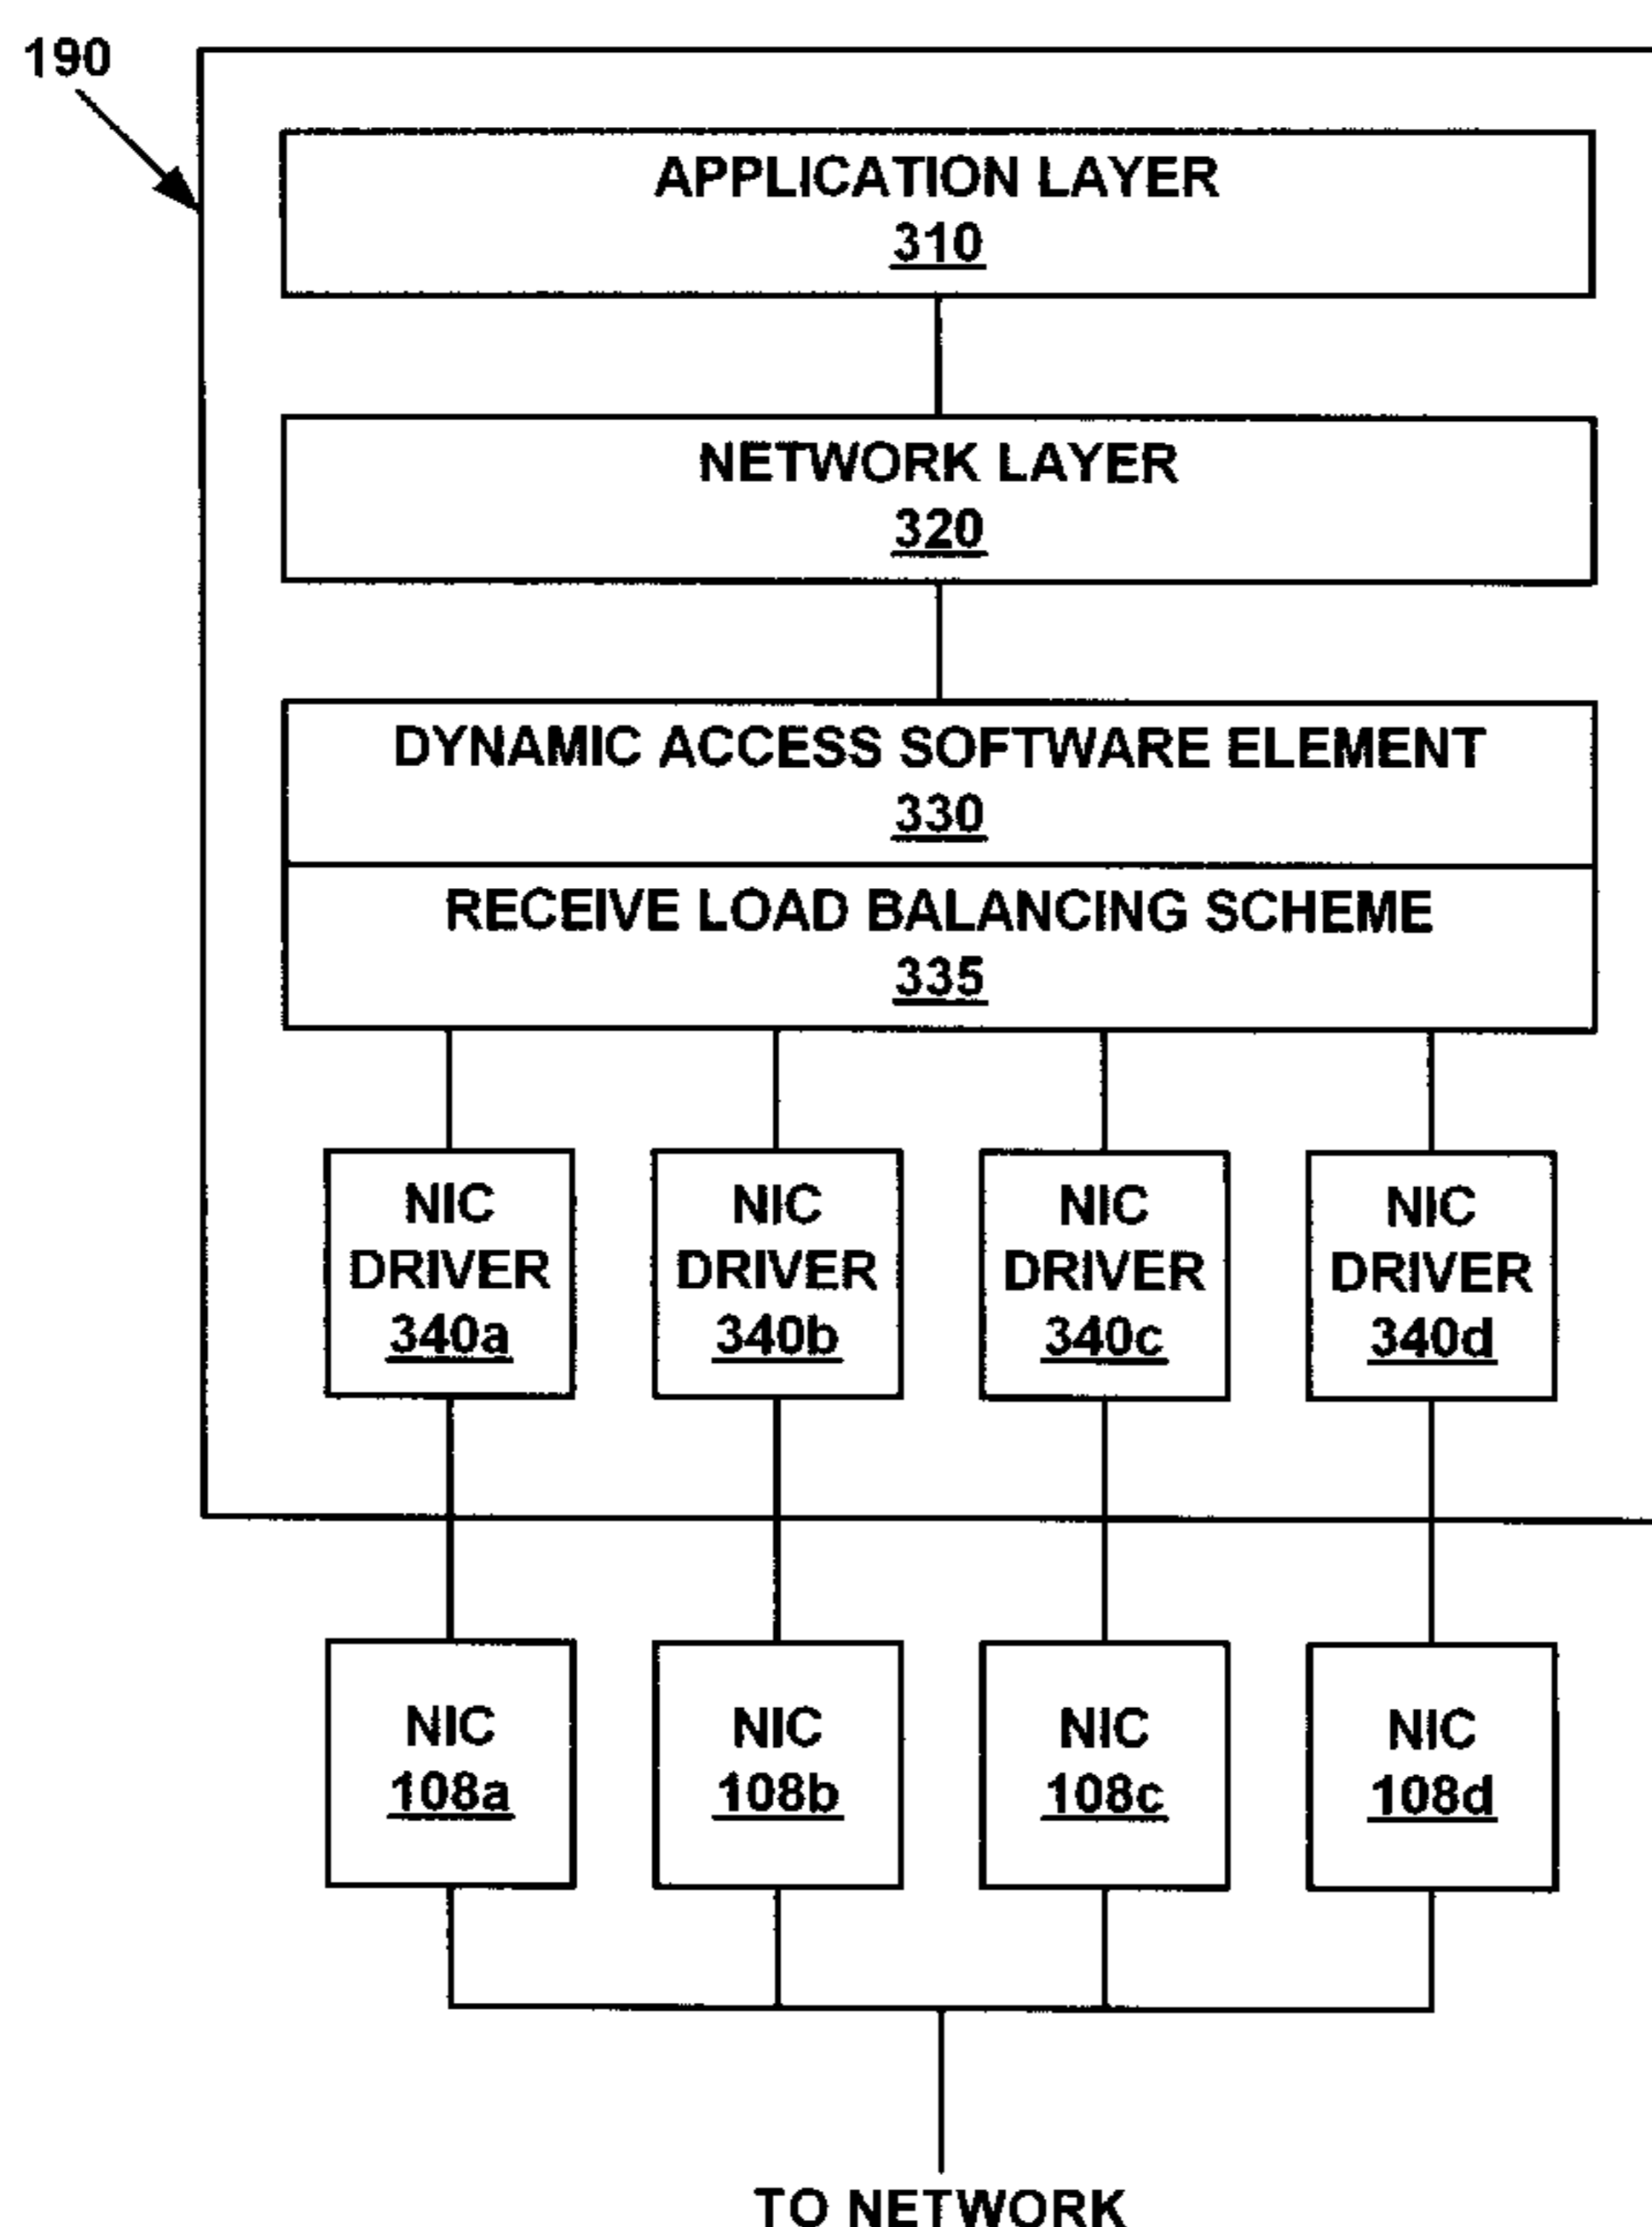 190
APPLICATION LAYER
310
NETWORK LAYER
320
DYNAMIC ACCESS SOFTWARE ELEMENT
330
RECEIVE LOAD BALANCING SCHEME
335
NIC DRIVER 340a
NIC DRIVER 340b
NIC DRIVER 340c
NIC DRIVER 340d
NIC 108a
NIC 108b
NIC 108c
NIC 108d
TO NETWORK